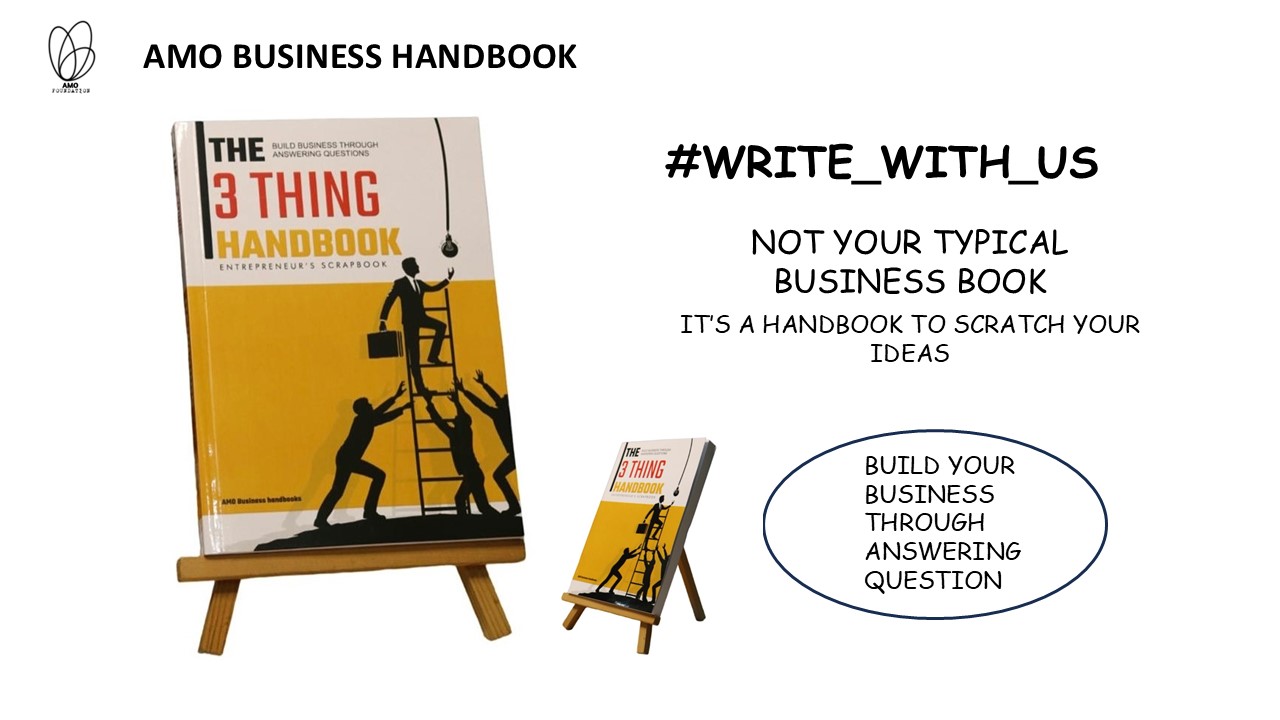 AMO
FOUNDATION
AMO BUSINESS HANDBOOK
THE
BUILD BUSINESS THROUGH
ANSWERING QUESTIONS
3 THING
HANDBOOK
ENTREPRENEUR'S SCRAPBOOK
AMO Business handbooks
#WRITE_WITH_US
NOT YOUR TYPICAL
BUSINESS BOOK
IT'S A HANDBOOK TO SCRATCH YOUR
IDEAS
THE
3 THING
HANDBOOK
BUILD YOUR
BUSINESS
THROUGH
ANSWERING
QUESTION